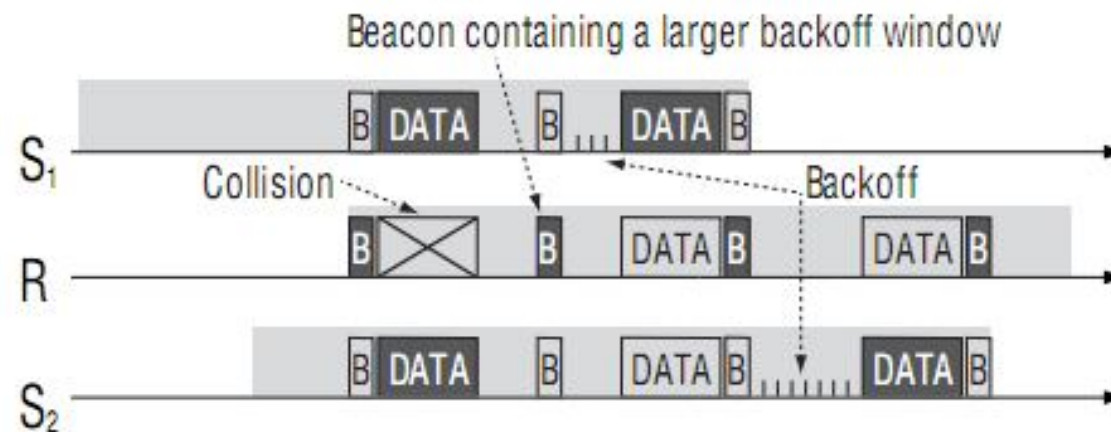 Beacon containing a larger backoff window
B DATA B DATA B
S1
Collision Backoff
B B DATA B DATA B
R
B DATA B DATA B DATA B
S2